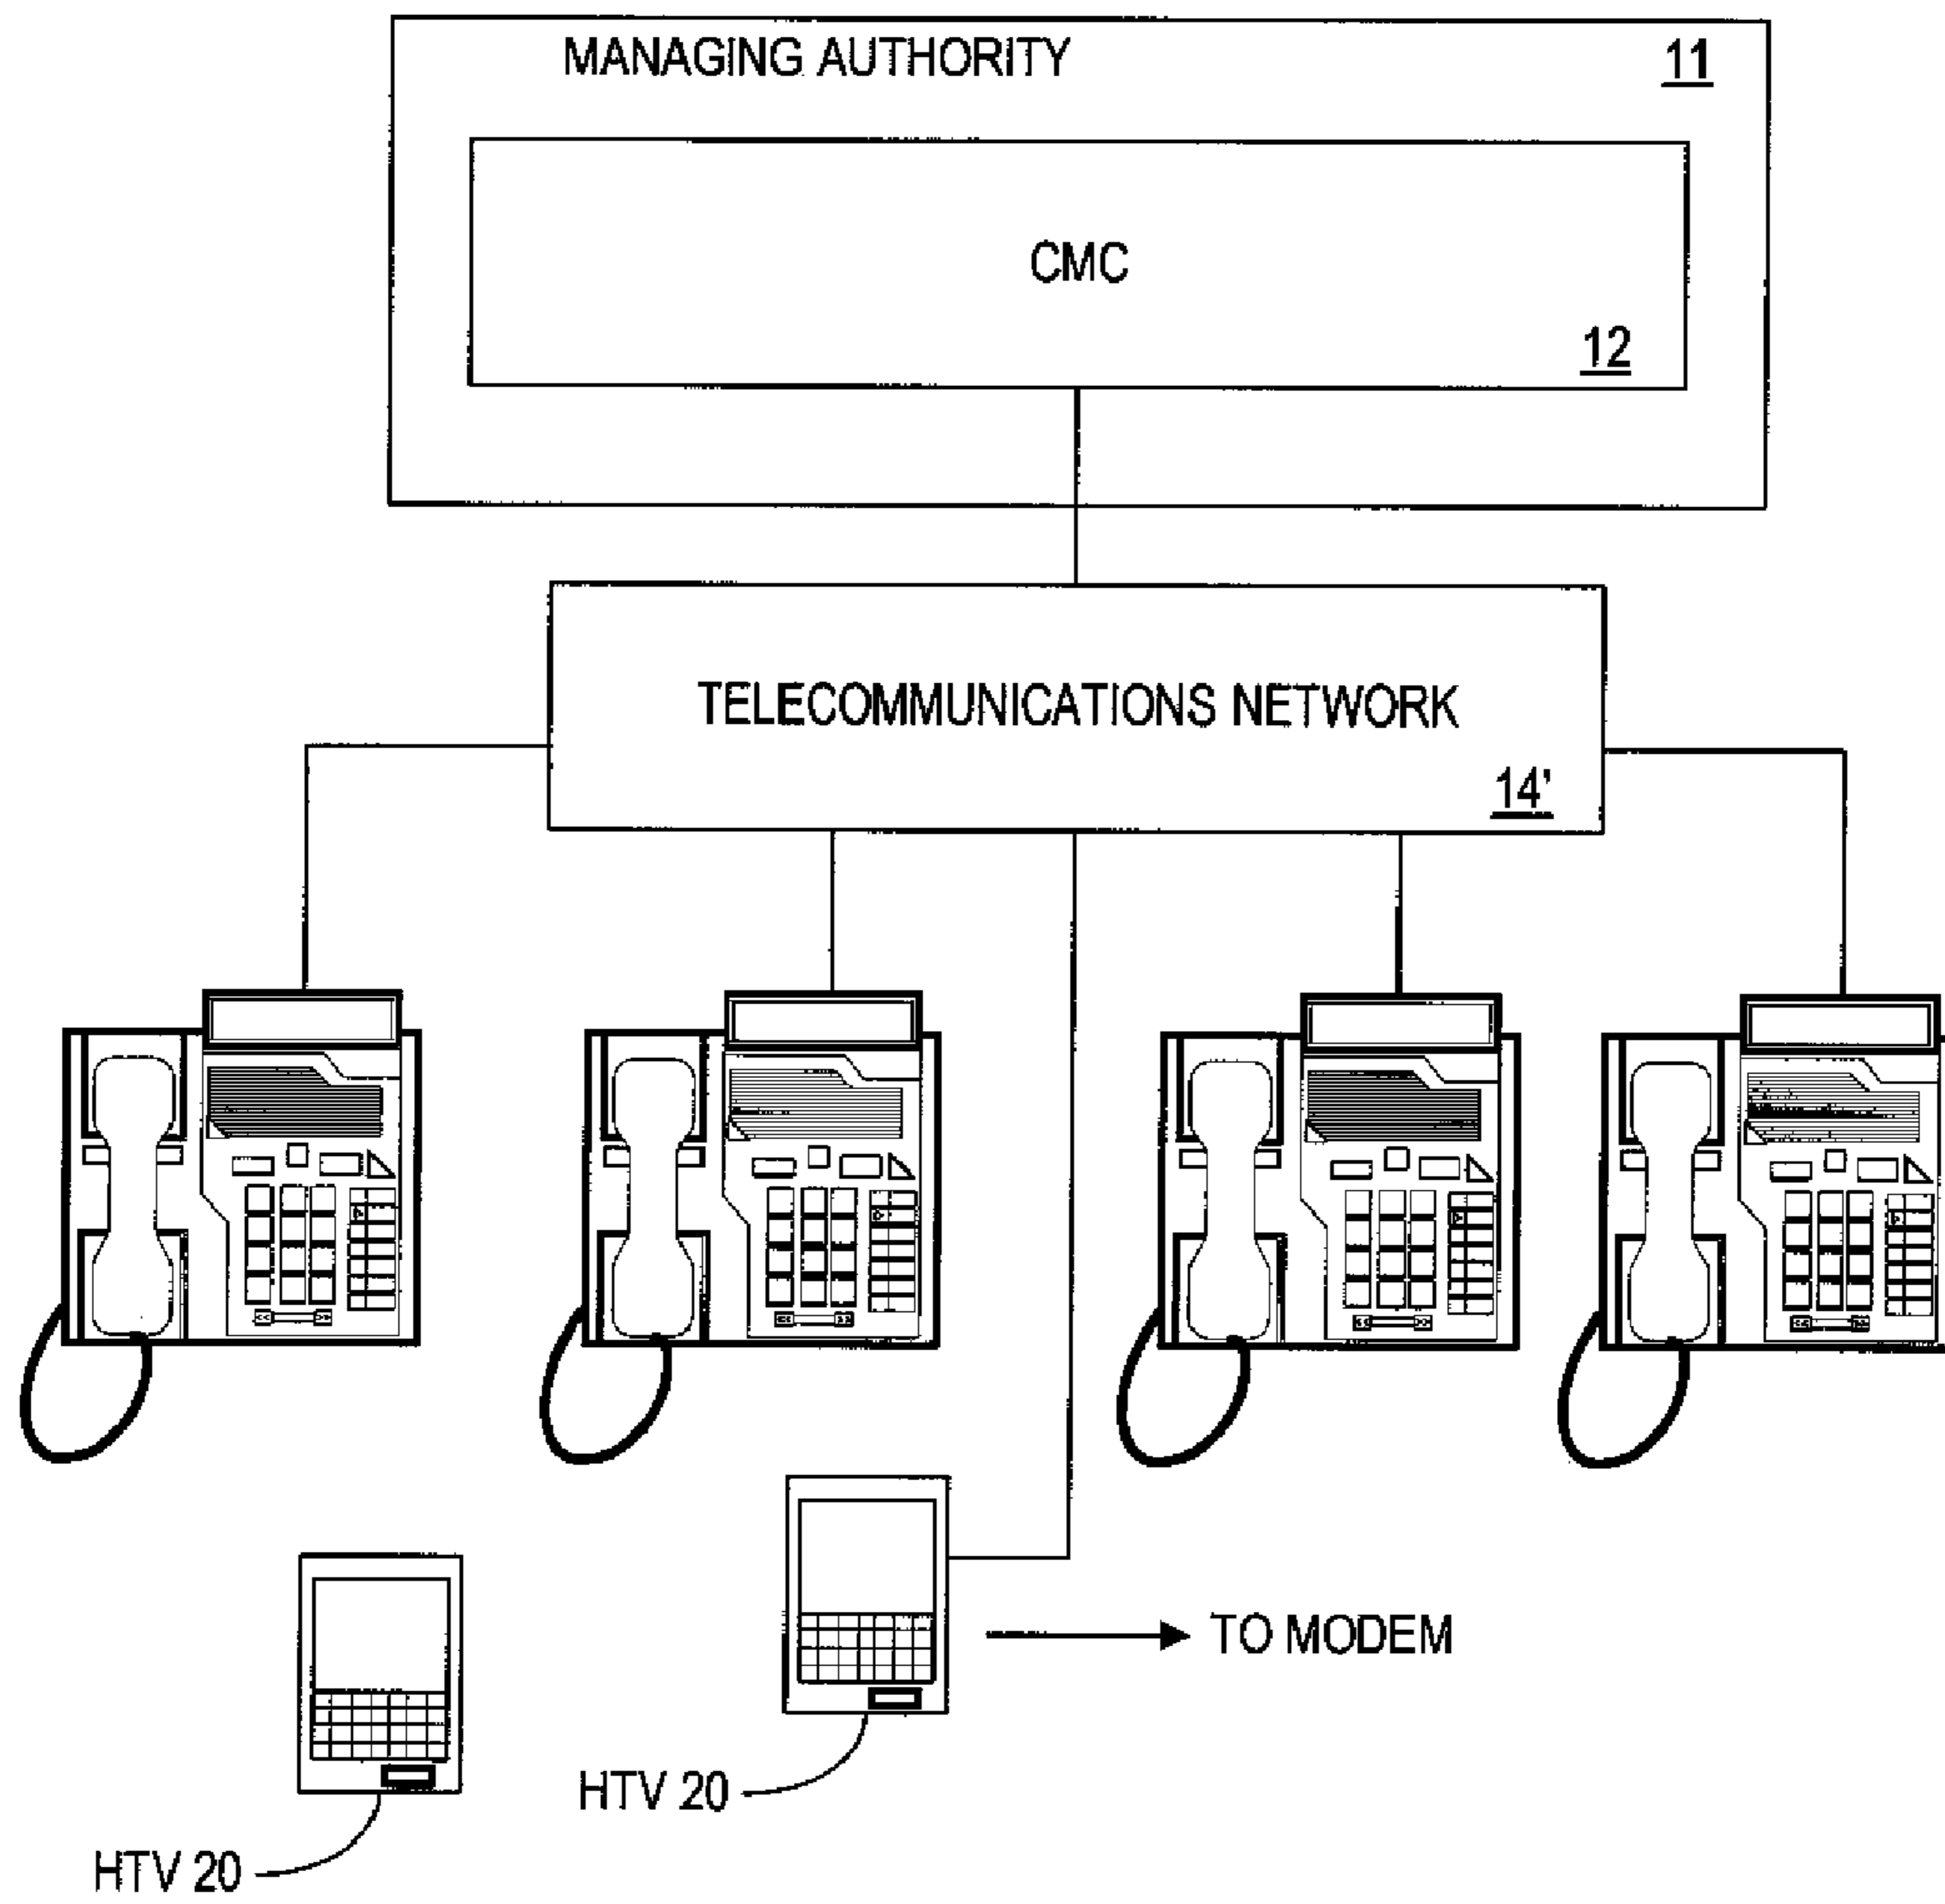 MANAGING AUTHORITY 11
CMC
12
TELECOMMUNICATIONS NETWORK
14'
TO MODEM
HTV 20
HTV 20